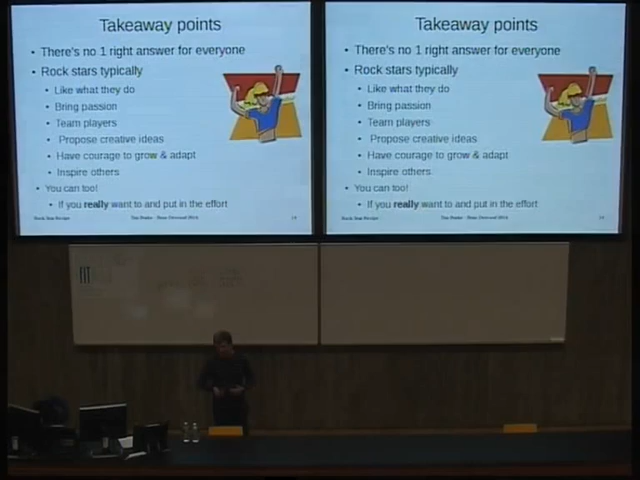 Takeaway points
• There's no 1 right answer for everyone
• Rock stars typically
• Like what they do
• Bring passion
• Team players
• Propose creative ideas
• Have courage to grow & adapt
• Inspire others
• You can too!
• If you really want to and put in the effort
Takeaway points
• There's no 1 right answer for everyone
• Rock stars typically
• Like what they do
• Bring passion
• Team players
• Propose creative ideas
• Have courage to grow & adapt
• Inspire others
• You can too!
• If you really want to and put in the effort